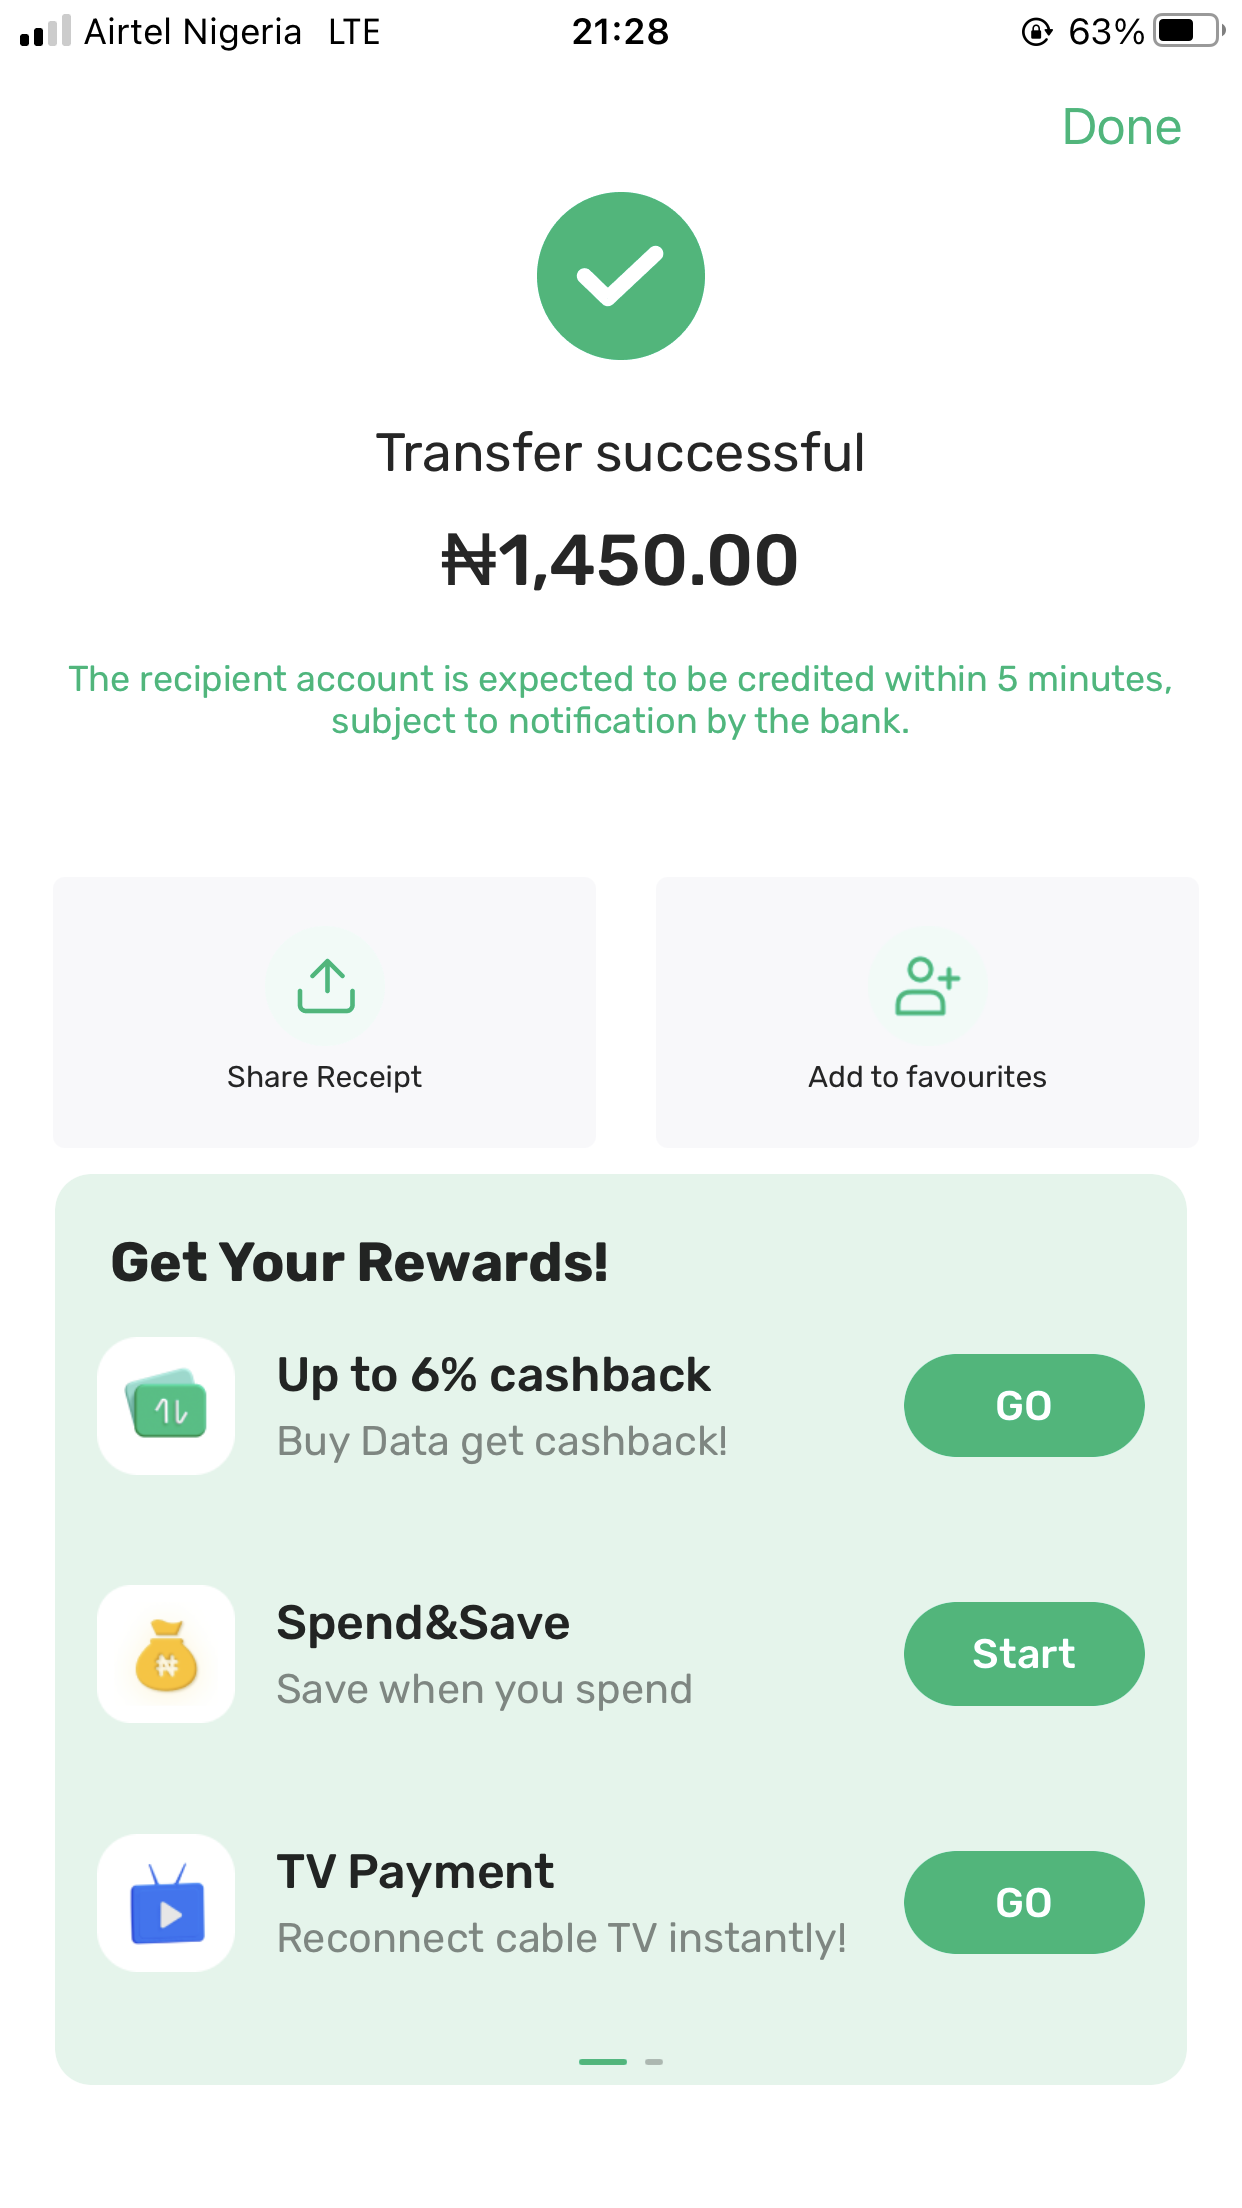 Airtel Nigeria LTE 21:28 63%
Done
Transfer successful
₦1,450.00
The recipient account is expected to be credited within 5 minutes,
subject to notification by the bank.
Share Receipt Add to favourites
Get Your Rewards!
Up to 6% cashback
Buy Data get cashback!
GO
₦
Spend&Save
Save when you spend
Start
TV Payment
Reconnect cable TV instantly!
GO